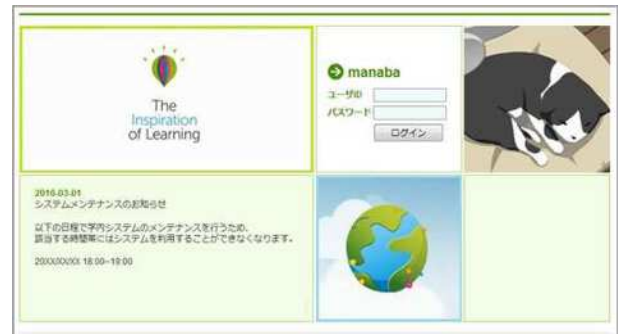 The
Inspiration
of Learning
manaba
ユーザID
パスワード
ログイン
2016-03-01
システムメンテナンスのお知らせ
以下の日程で学内システムのメンテナンスを行うため、
該当する時間帯にはシステムを利用することができなくなります。
20XX/XX/XX 18:00~19:00